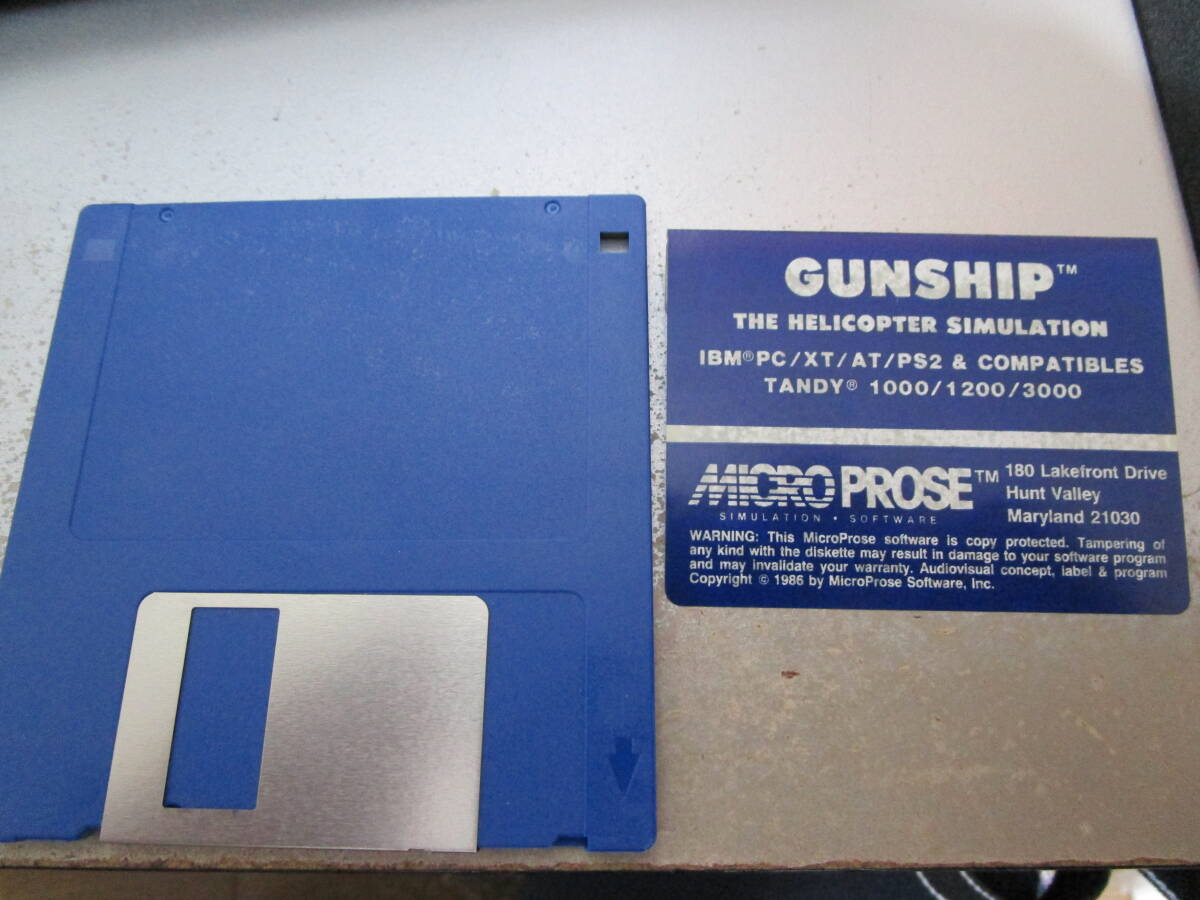 GUNSHIP™
THE HELICOPTER SIMULATION
IBM® PC/XT/AT/PS2 & COMPATIBLES
TANDY® 1000/1200/3000
MICRO PROSE™
SIMULATION • SOFTWARE
180 Lakefront Drive
Hunt Valley
Maryland 21030
WARNING: This MicroProse software is copy protected. Tampering of
any kind with the diskette may result in damage to your software program
and may invalidate your warranty. Audiovisual concept, label & program
Copyright © 1986 by MicroProse Software, Inc.